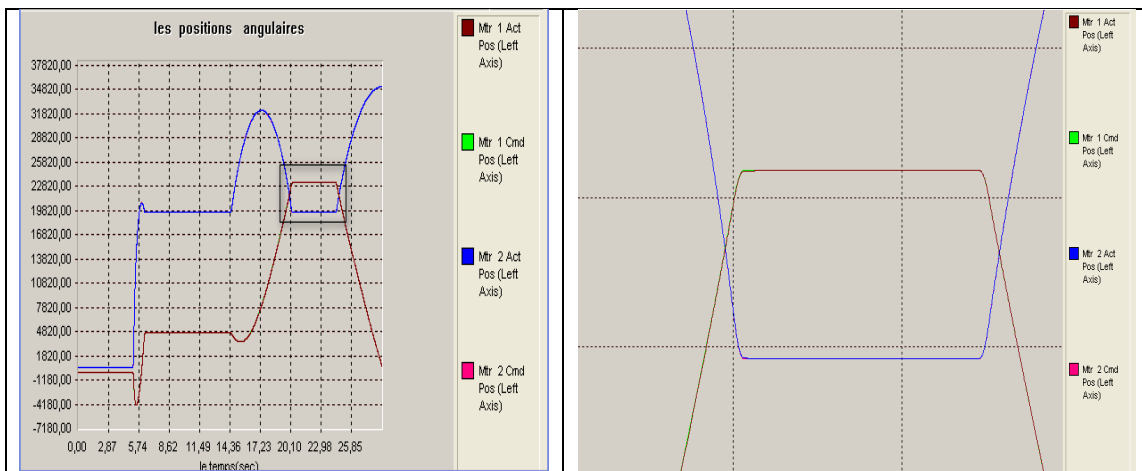 les positions angulaires
37820,00
34820,00
31820,00
28820,00
25820,00
22820,00
19820,00
16820,00
13820,00
10820,00
7820,00
4820,00
1820,00
-1180,00
-4180,00
-7180,00
0,00 2,87 5,74 8,62 11,49 14,36 17,23 20,10 22,98 25,85
le temps(sec)
Mtr 1 Act
Pos (Left
Axis)
Mtr 1 Cmd
Pos (Left
Axis)
Mtr 2 Act
Pos (Left
Axis)
Mtr 2 Cmd
Pos (Left
Axis)
Mtr 1 Act
Pos (Left
Axis)
Mtr 1 Cmd
Pos (Left
Axis)
Mtr 2 Act
Pos (Left
Axis)
Mtr 2 Cmd
Pos (Left
Axis)